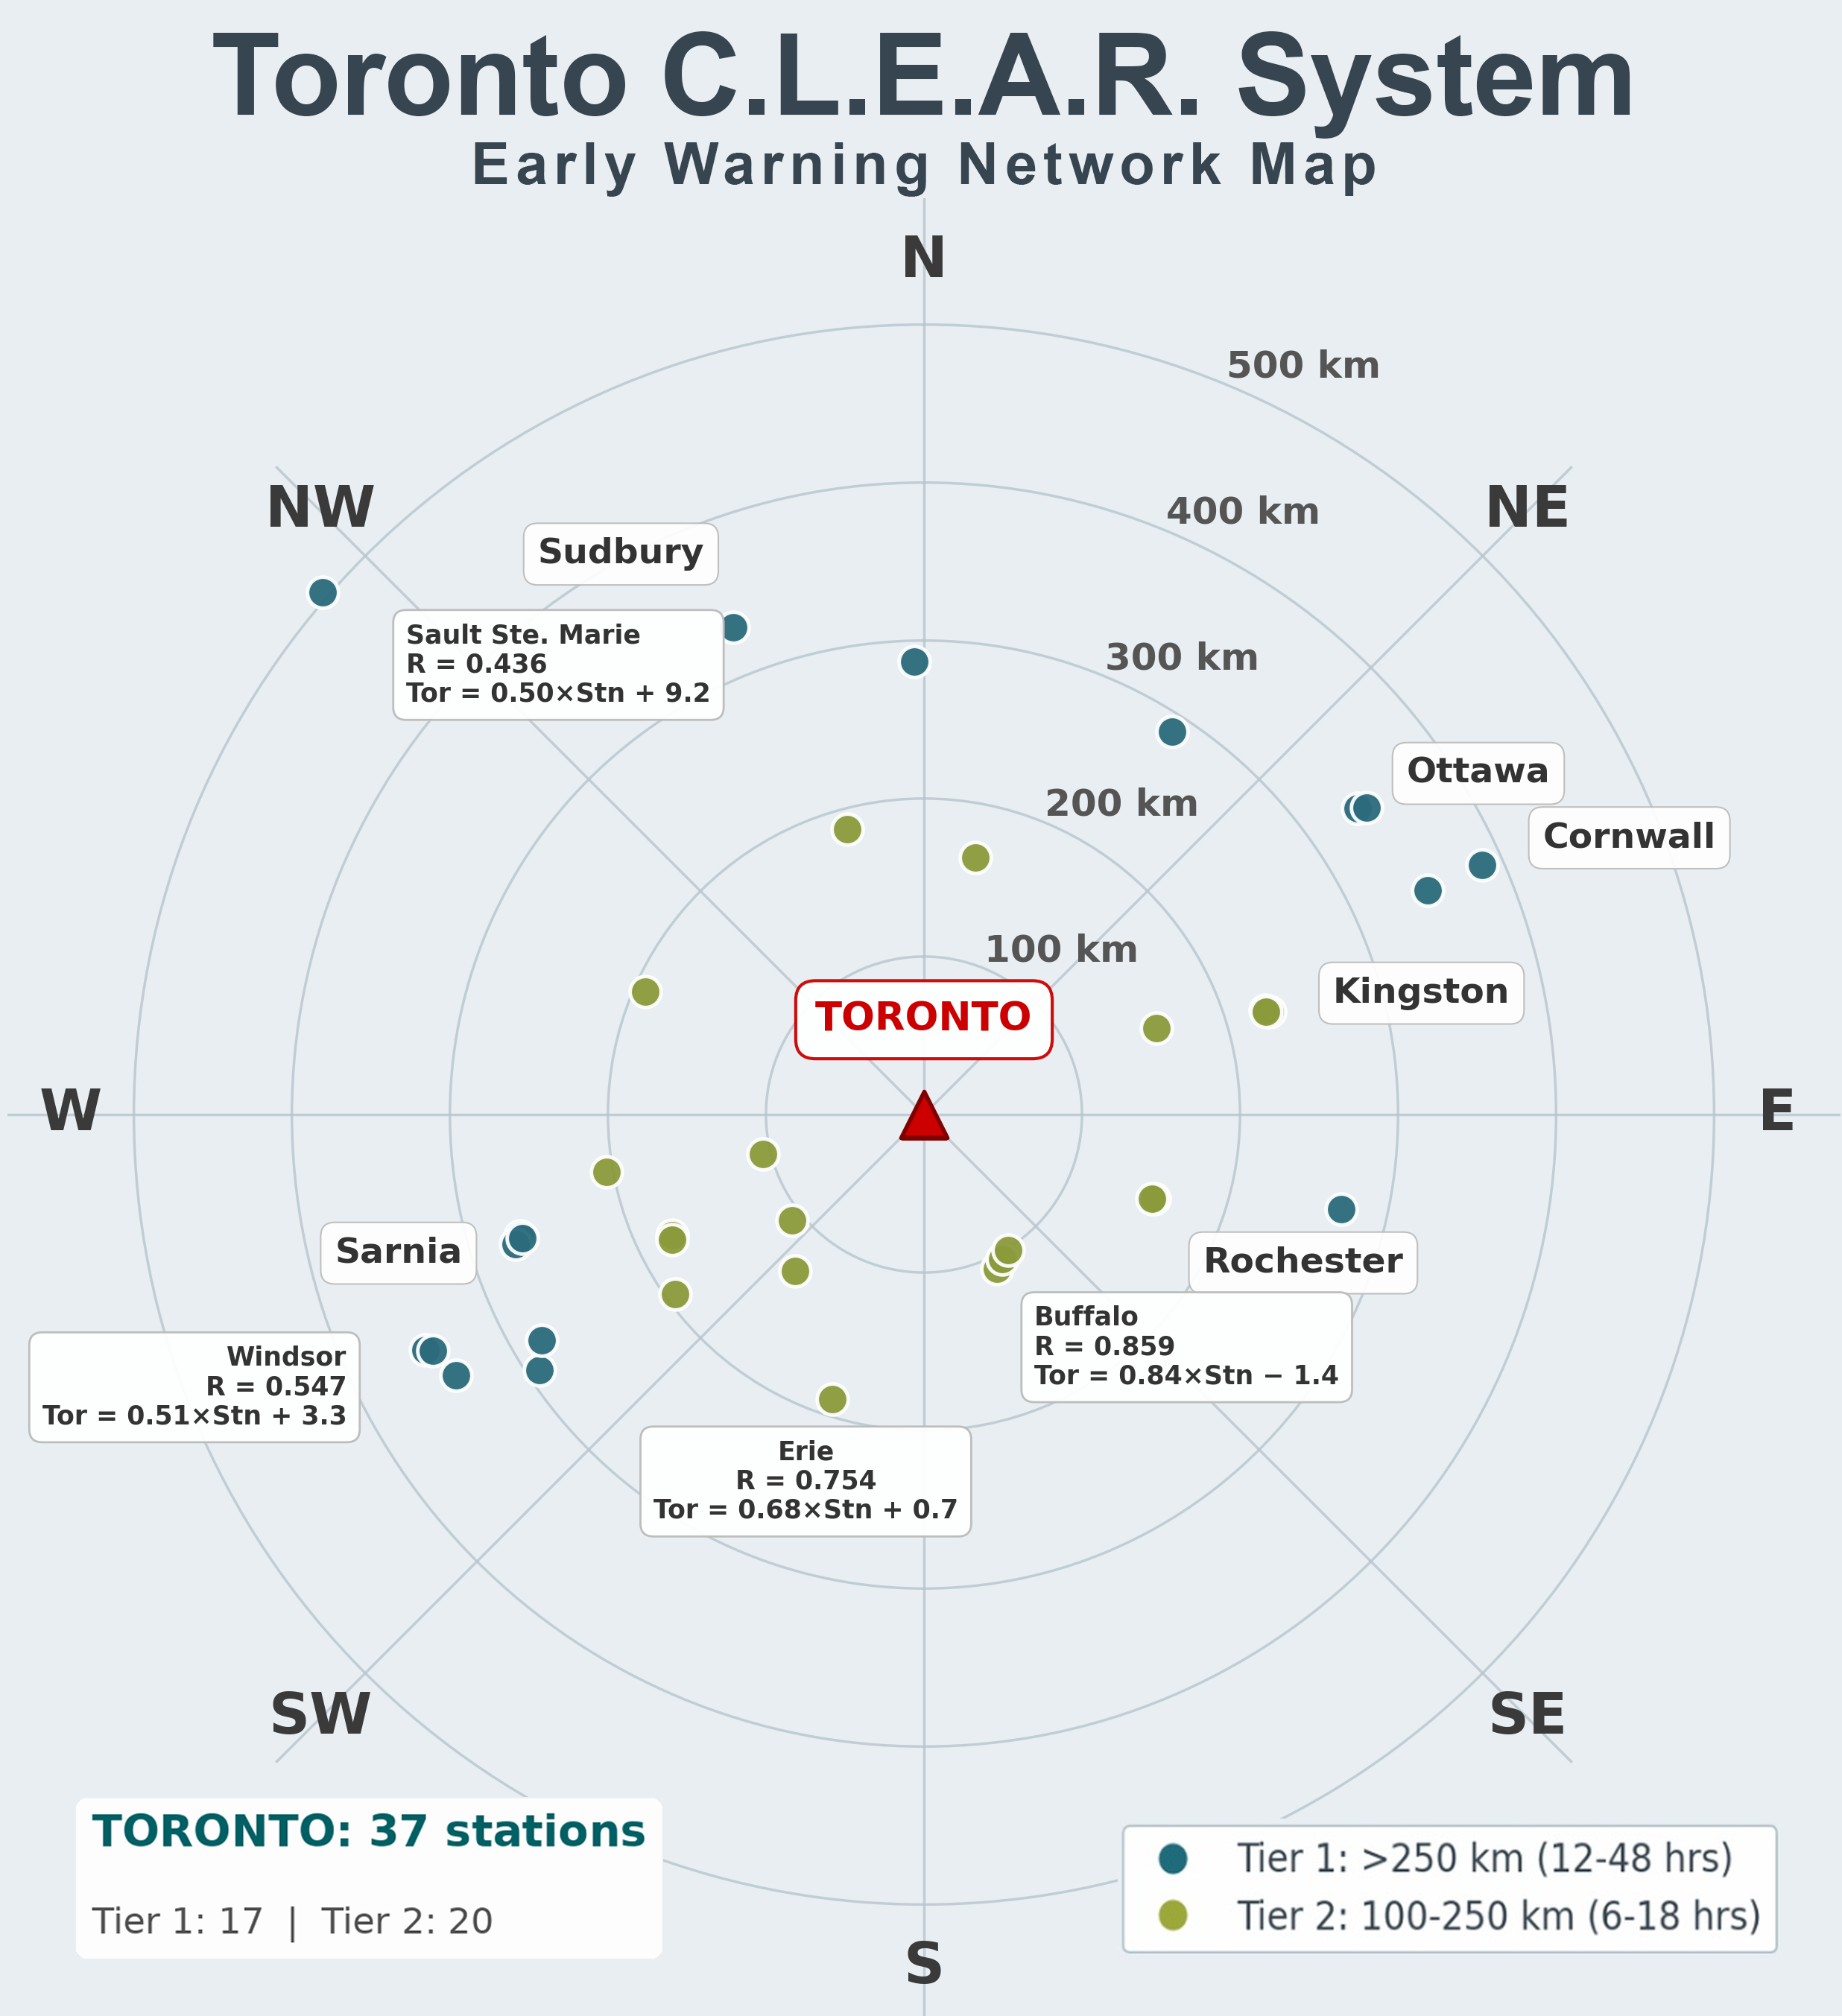 Toronto C.L.E.A.R. System
Early Warning Network Map
N
500 km
NW
NE
400 km
Sudbury
Sault Ste. Marie
R = 0.436
Tor = 0.50×Stn + 9.2
300 km
Ottawa
200 km
Cornwall
100 km
Kingston
TORONTO
W
E
Sarnia
Rochester
Buffalo
R = 0.859
Tor = 0.84×Stn − 1.4
Windsor
R = 0.547
Tor = 0.51×Stn + 3.3
Erie
R = 0.754
Tor = 0.68×Stn + 0.7
SW
SE
TORONTO: 37 stations
Tier 1: 17 | Tier 2: 20
Tier 1: >250 km (12-48 hrs)
Tier 2: 100-250 km (6-18 hrs)
S